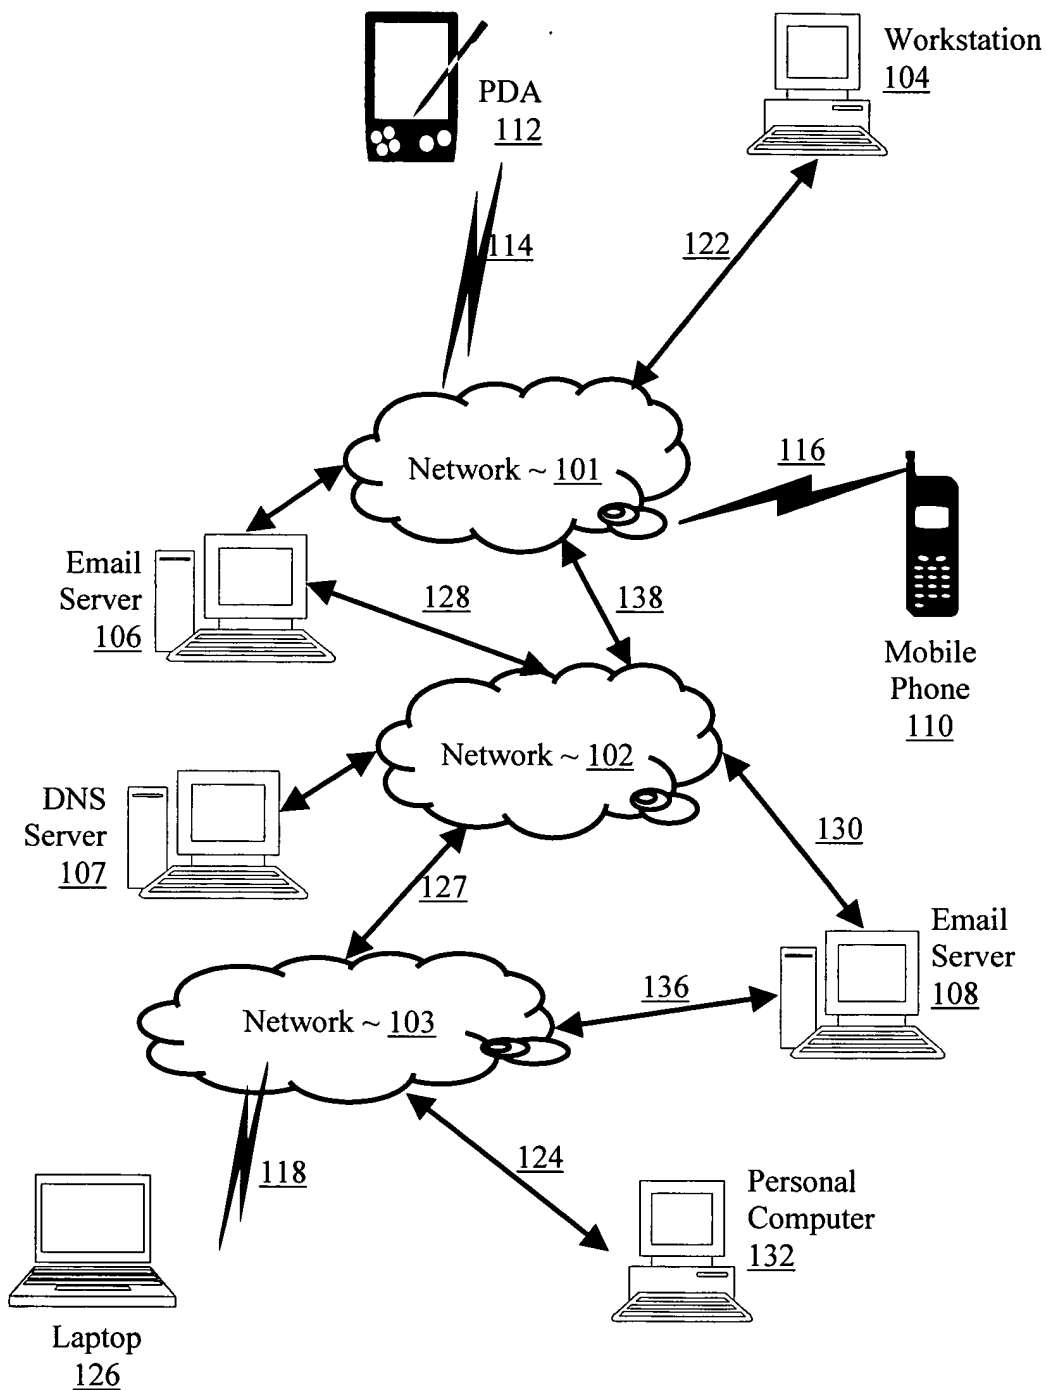 Workstation
104
PDA
112
122
114
116
Network ~ 101
Email
Server
106
128
138
Mobile
Phone
110
Network ~ 102
DNS
Server
107
130
127
Email
Server
108
136
Network ~ 103
124
118
Personal
Computer
132
Laptop
126